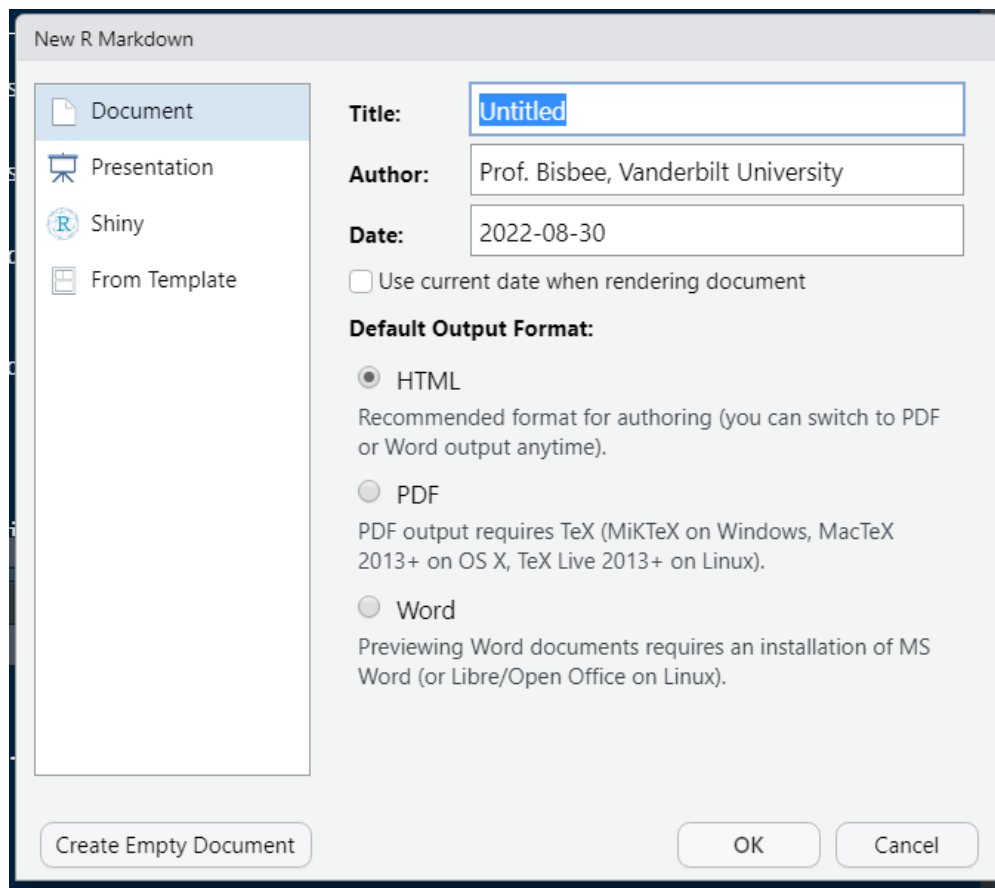 New R Markdown
Document
Presentation
Shiny
From Template
Title:
Untitled
Author:
Prof. Bisbee, Vanderbilt University
Date:
2022-08-30
Use current date when rendering document
Default Output Format:
HTML
Recommended format for authoring (you can switch to PDF
or Word output anytime).
PDF
PDF output requires TeX (MiKTeX on Windows, MacTeX
2013+ on OS X, TeX Live 2013+ on Linux).
Word
Previewing Word documents requires an installation of MS
Word (or Libre/Open Office on Linux).
Create Empty Document
OK
Cancel